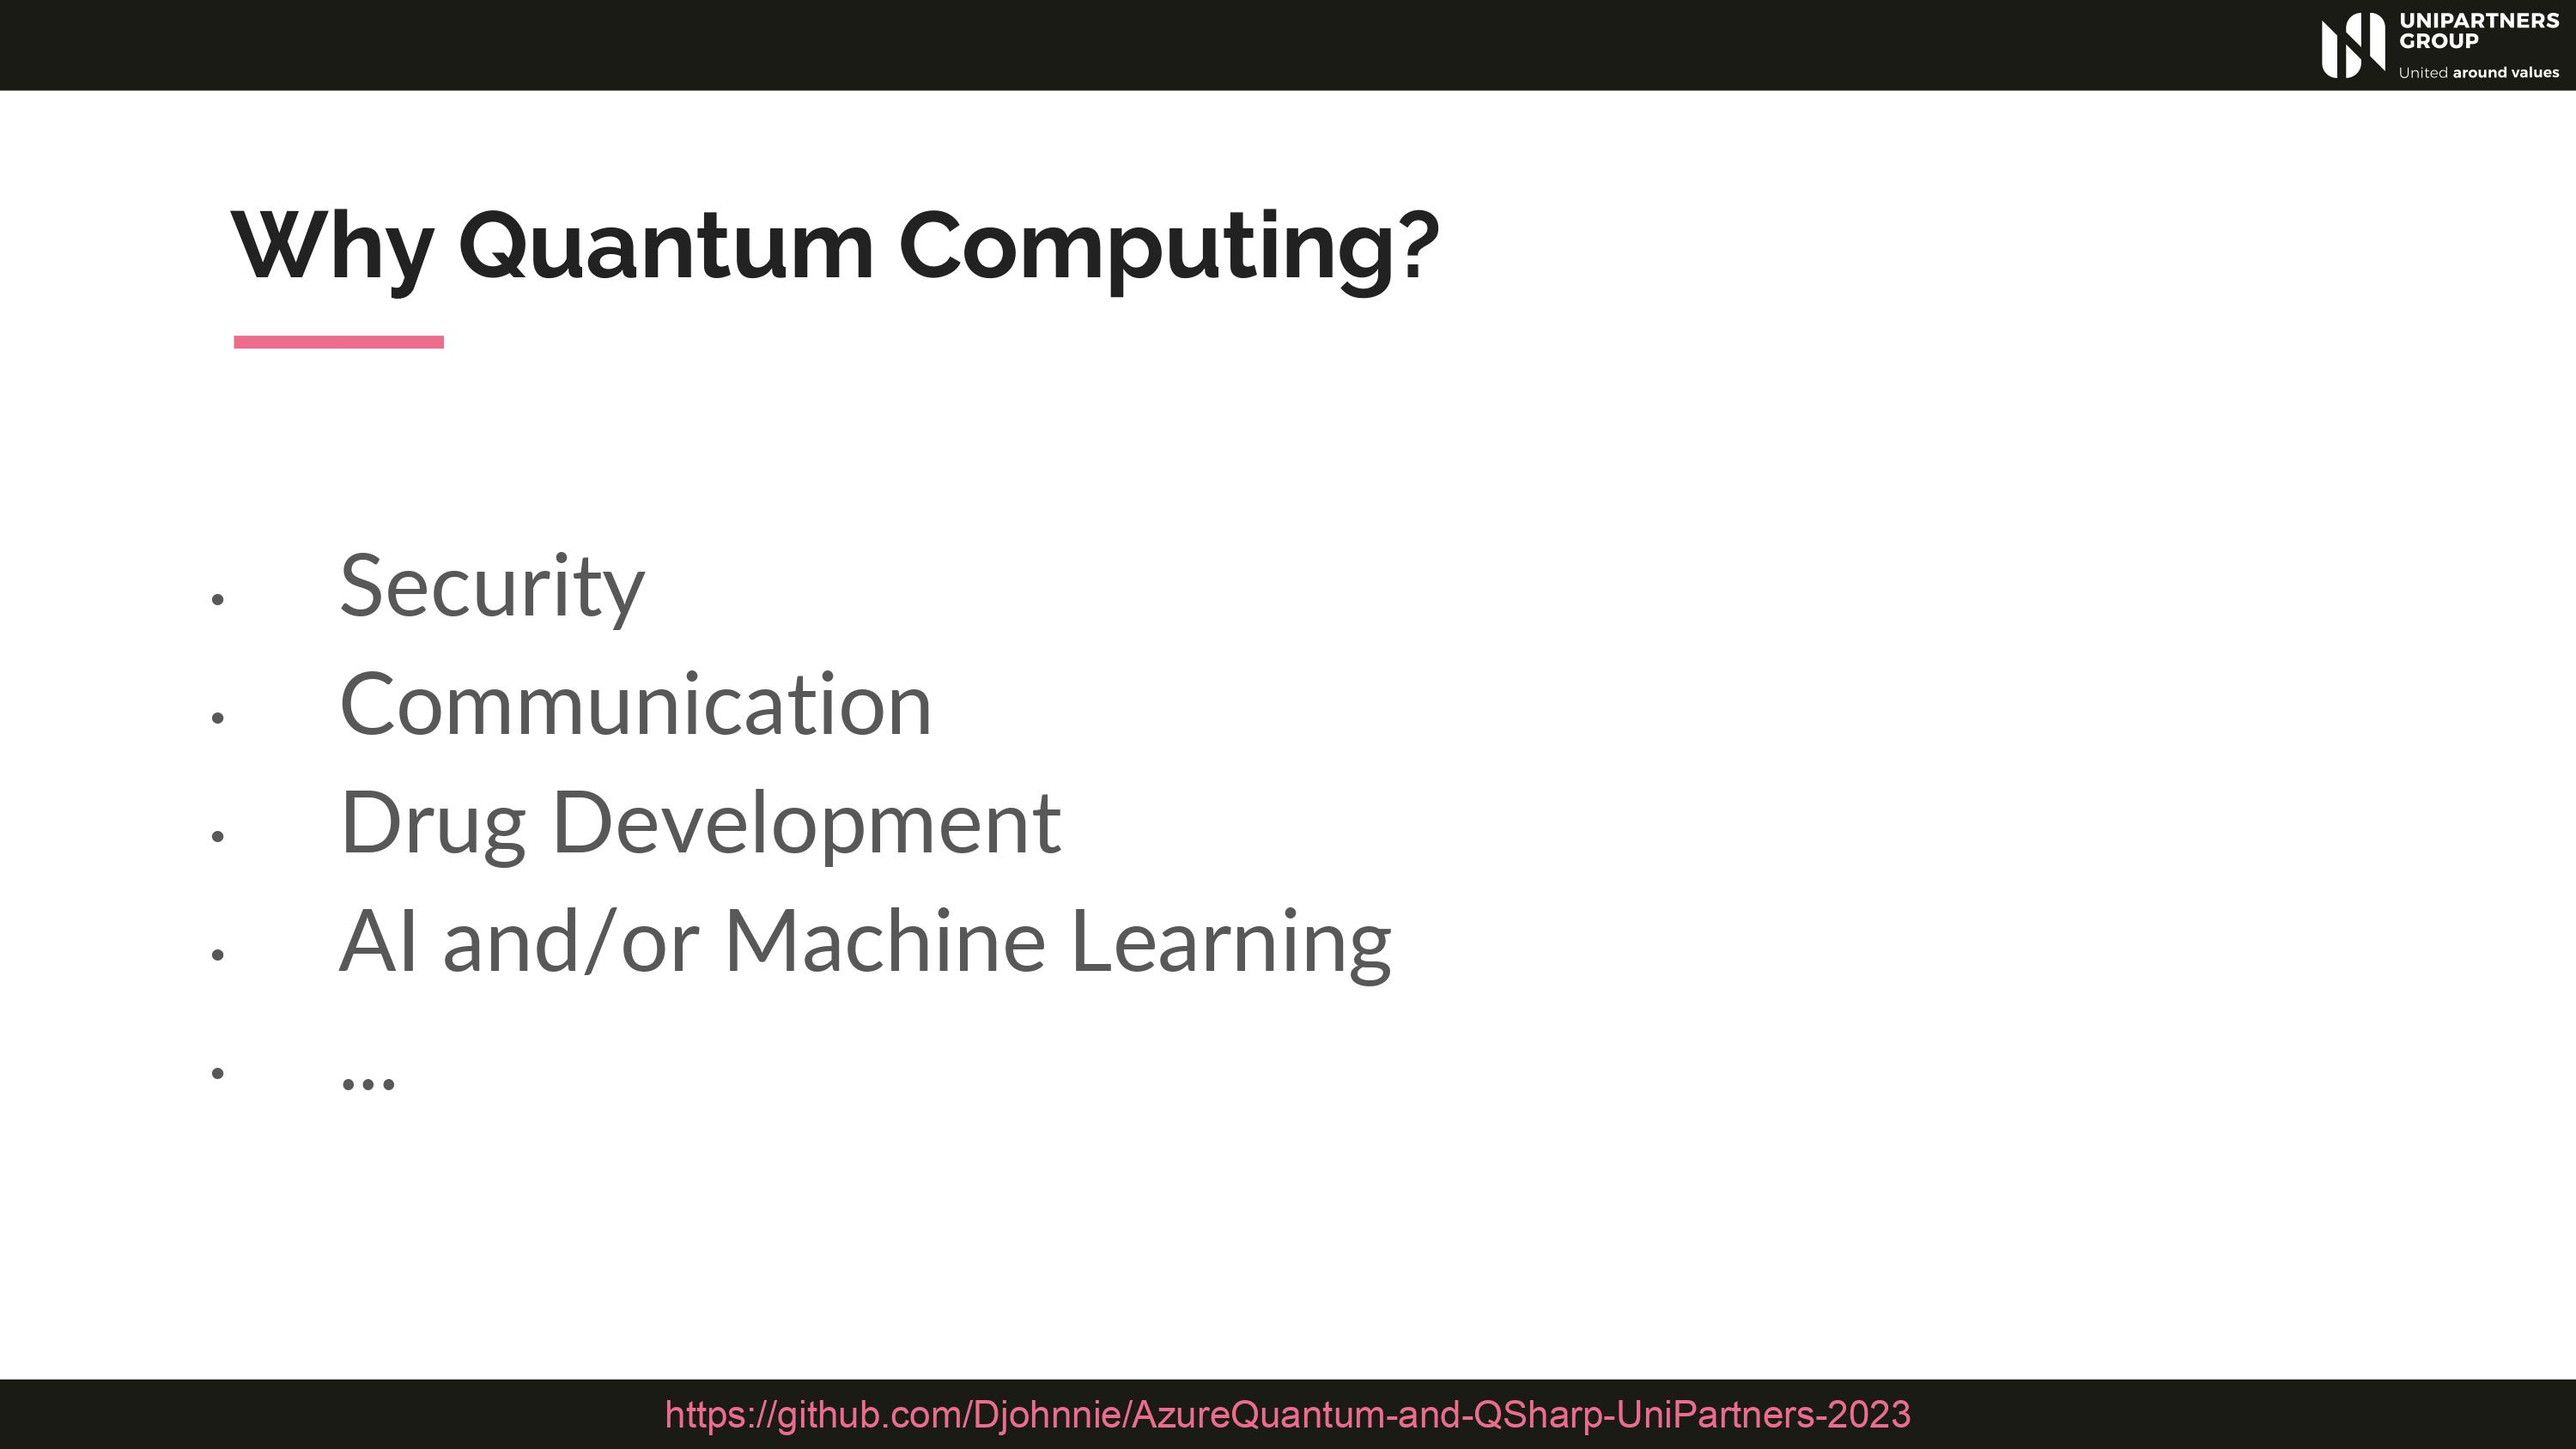 UNIPARTNERS
GROUP
United around values
Why Quantum Computing?
• Security
• Communication
• Drug Development
• AI and/or Machine Learning
• ...
https://github.com/Djohnnie/AzureQuantum-and-QSharp-UniPartners-2023